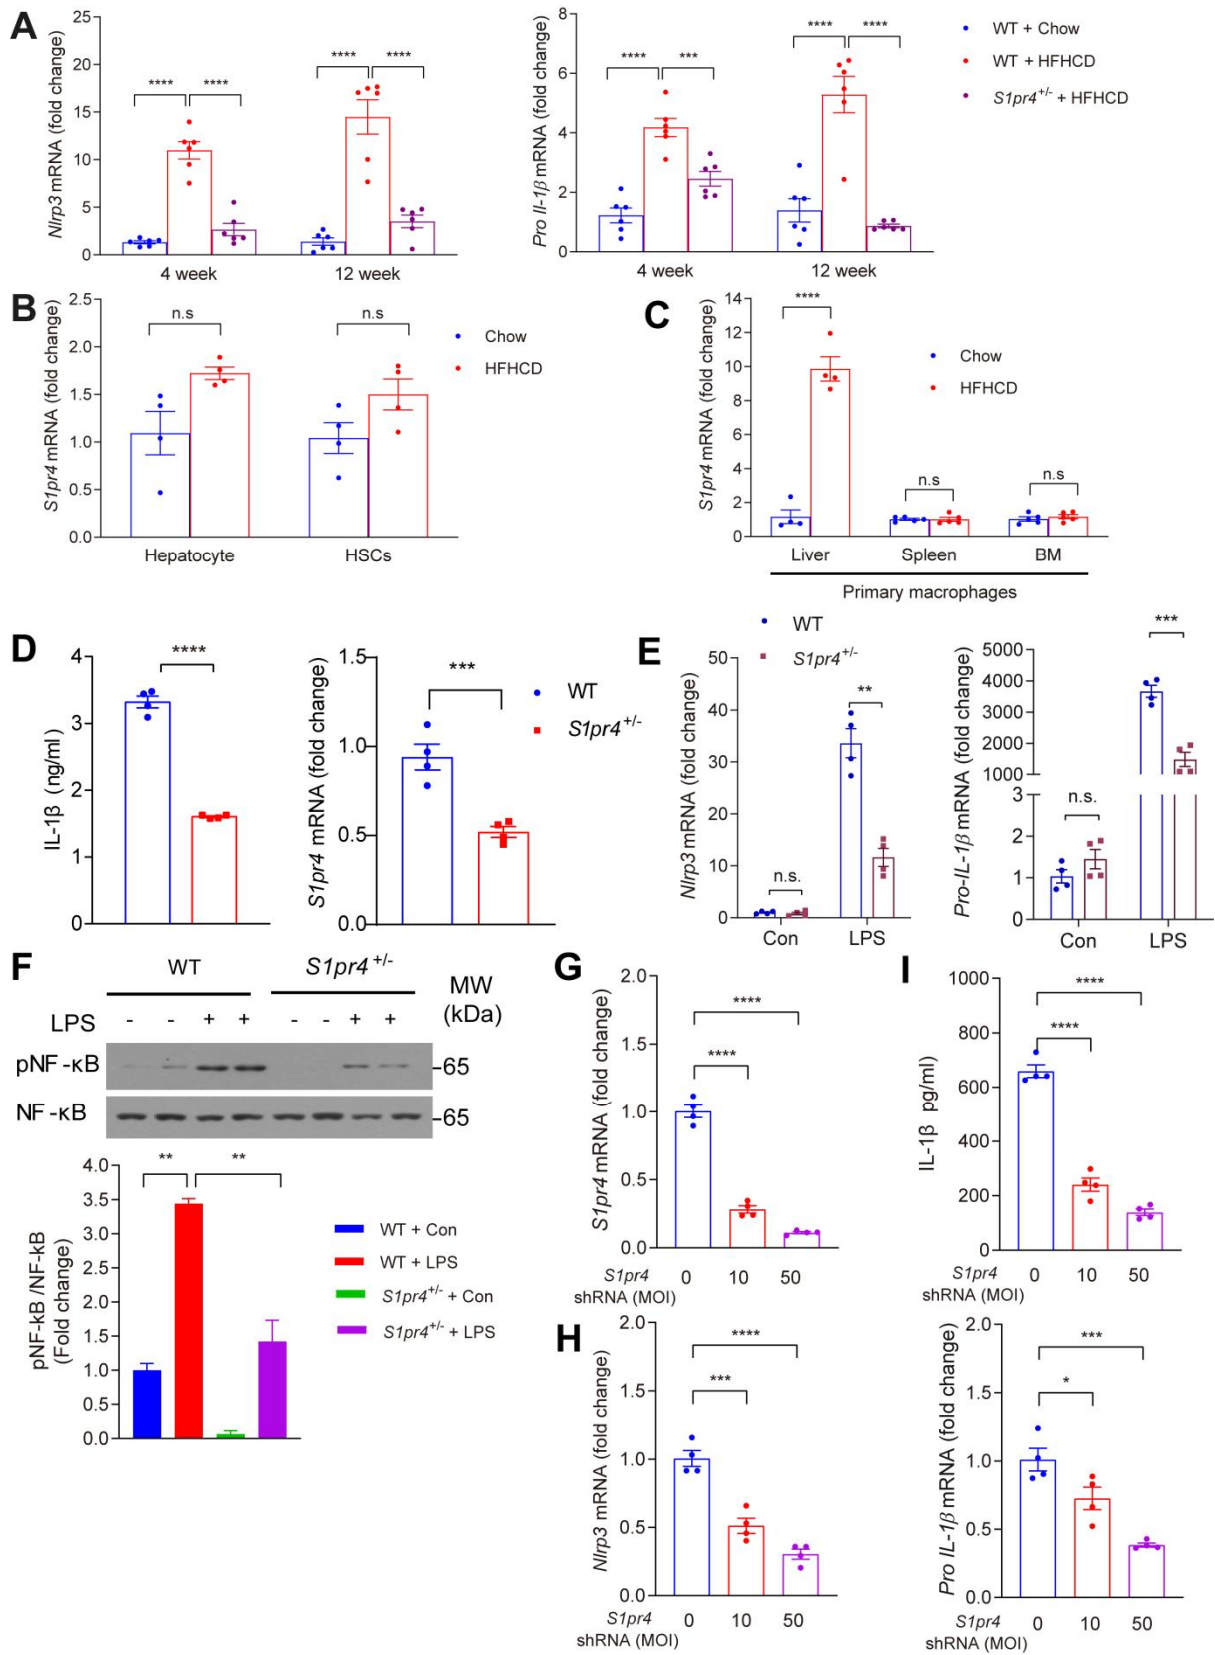 A
Nlrp3 mRNA (fold change)
25
20
15
10
5
0
**** ****
**** ****
4 week 12 week
Pro Il-1β mRNA (fold change)
8
6
4
2
0
**** ***
**** ****
4 week 12 week
WT + Chow
WT + HFHCD
S1pr4+/- + HFHCD
B
S1pr4 mRNA (fold change)
2.5
2.0
1.5
1.0
0.5
0.0
n.s n.s
Hepatocyte HSCs
Chow
HFHCD
C
S1pr4 mRNA (fold change)
14
12
10
8
6
4
2
0
****
n.s
n.s
Liver Spleen BM
Primary macrophages
Chow
HFHCD
D
IL-1β (ng/ml)
4
3
2
1
0
****
S1pr4 mRNA (fold change)
1.5
1.0
0.5
0.0
***
WT
S1pr4+/-
E
WT
S1pr4+/-
Nlrp3 mRNA (fold change)
50
40
30
20
10
0
n.s.
**
Con LPS
Pro-IL-1β mRNA (fold change)
5000
4000
3000
2000
1000
3
2
1
0
n.s.
***
Con LPS
F
WT S1pr4+/- MW
(kDa)
LPS - - + + - - + +
pNF-κB -65
NF-κB -65
pNF-kB /NF-kB
(Fold change)
4.0
3.5
3.0
2.5
2.0
1.5
1.0
0.5
0.0
** **
WT + Con
WT + LPS
S1pr4+/- + Con
S1pr4+/- + LPS
G
S1pr4 mRNA (fold change)
2.0
1.5
1.0
0.5
0.0
****
****
S1pr4
shRNA (MOI)
0 10 50
I
IL-1β pg/ml)
1000
800
600
400
200
0
****
****
S1pr4
shRNA (MOI)
0 10 50
H
Nlrp3 mRNA (fold change)
2.0
1.5
1.0
0.5
0.0
****
***
S1pr4
shRNA (MOI)
0 10 50
Pro IL-1β mRNA (fold change)
2.0
1.5
1.0
0.5
0.0
***
*
S1pr4
shRNA (MOI)
0 10 50